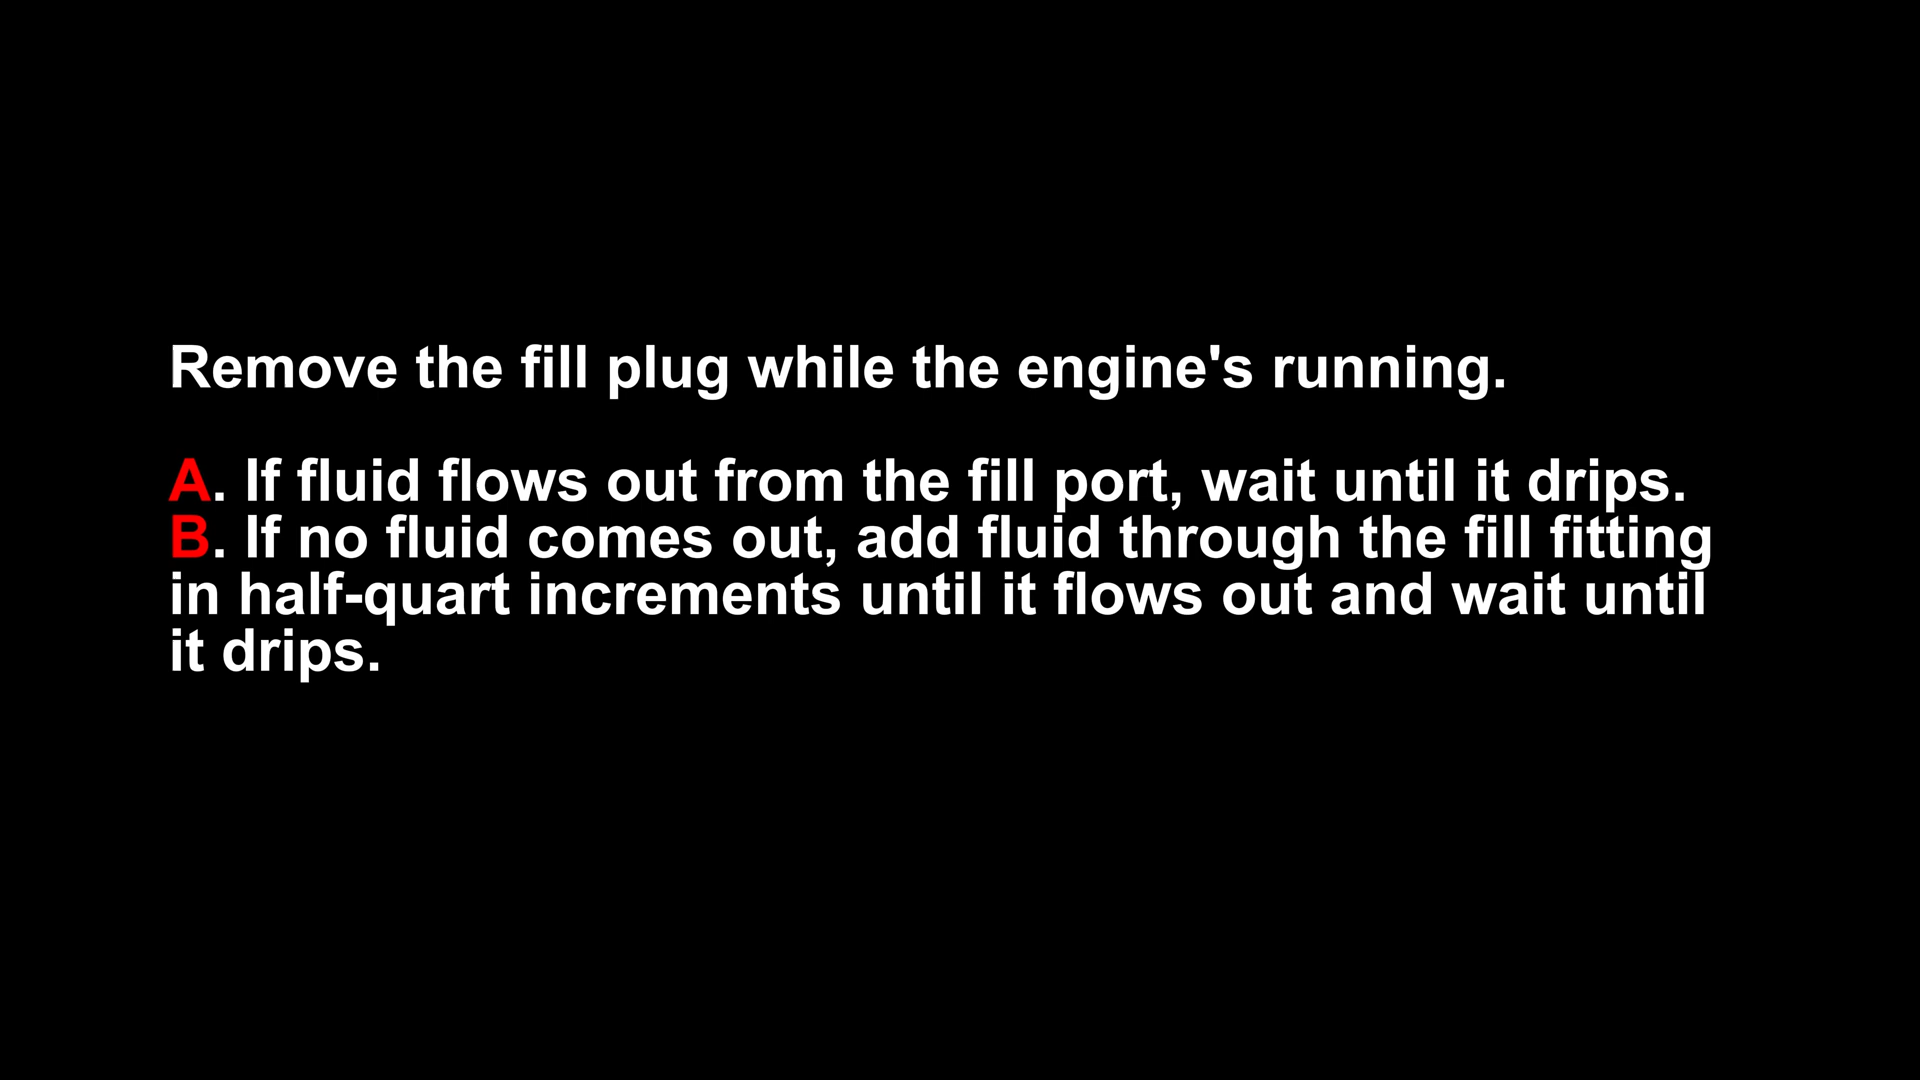 Remove the fill plug while the engine's running.
A. If fluid flows out from the fill port, wait until it drips.
B. If no fluid comes out, add fluid through the fill fitting
in half-quart increments until it flows out and wait until
it drips.